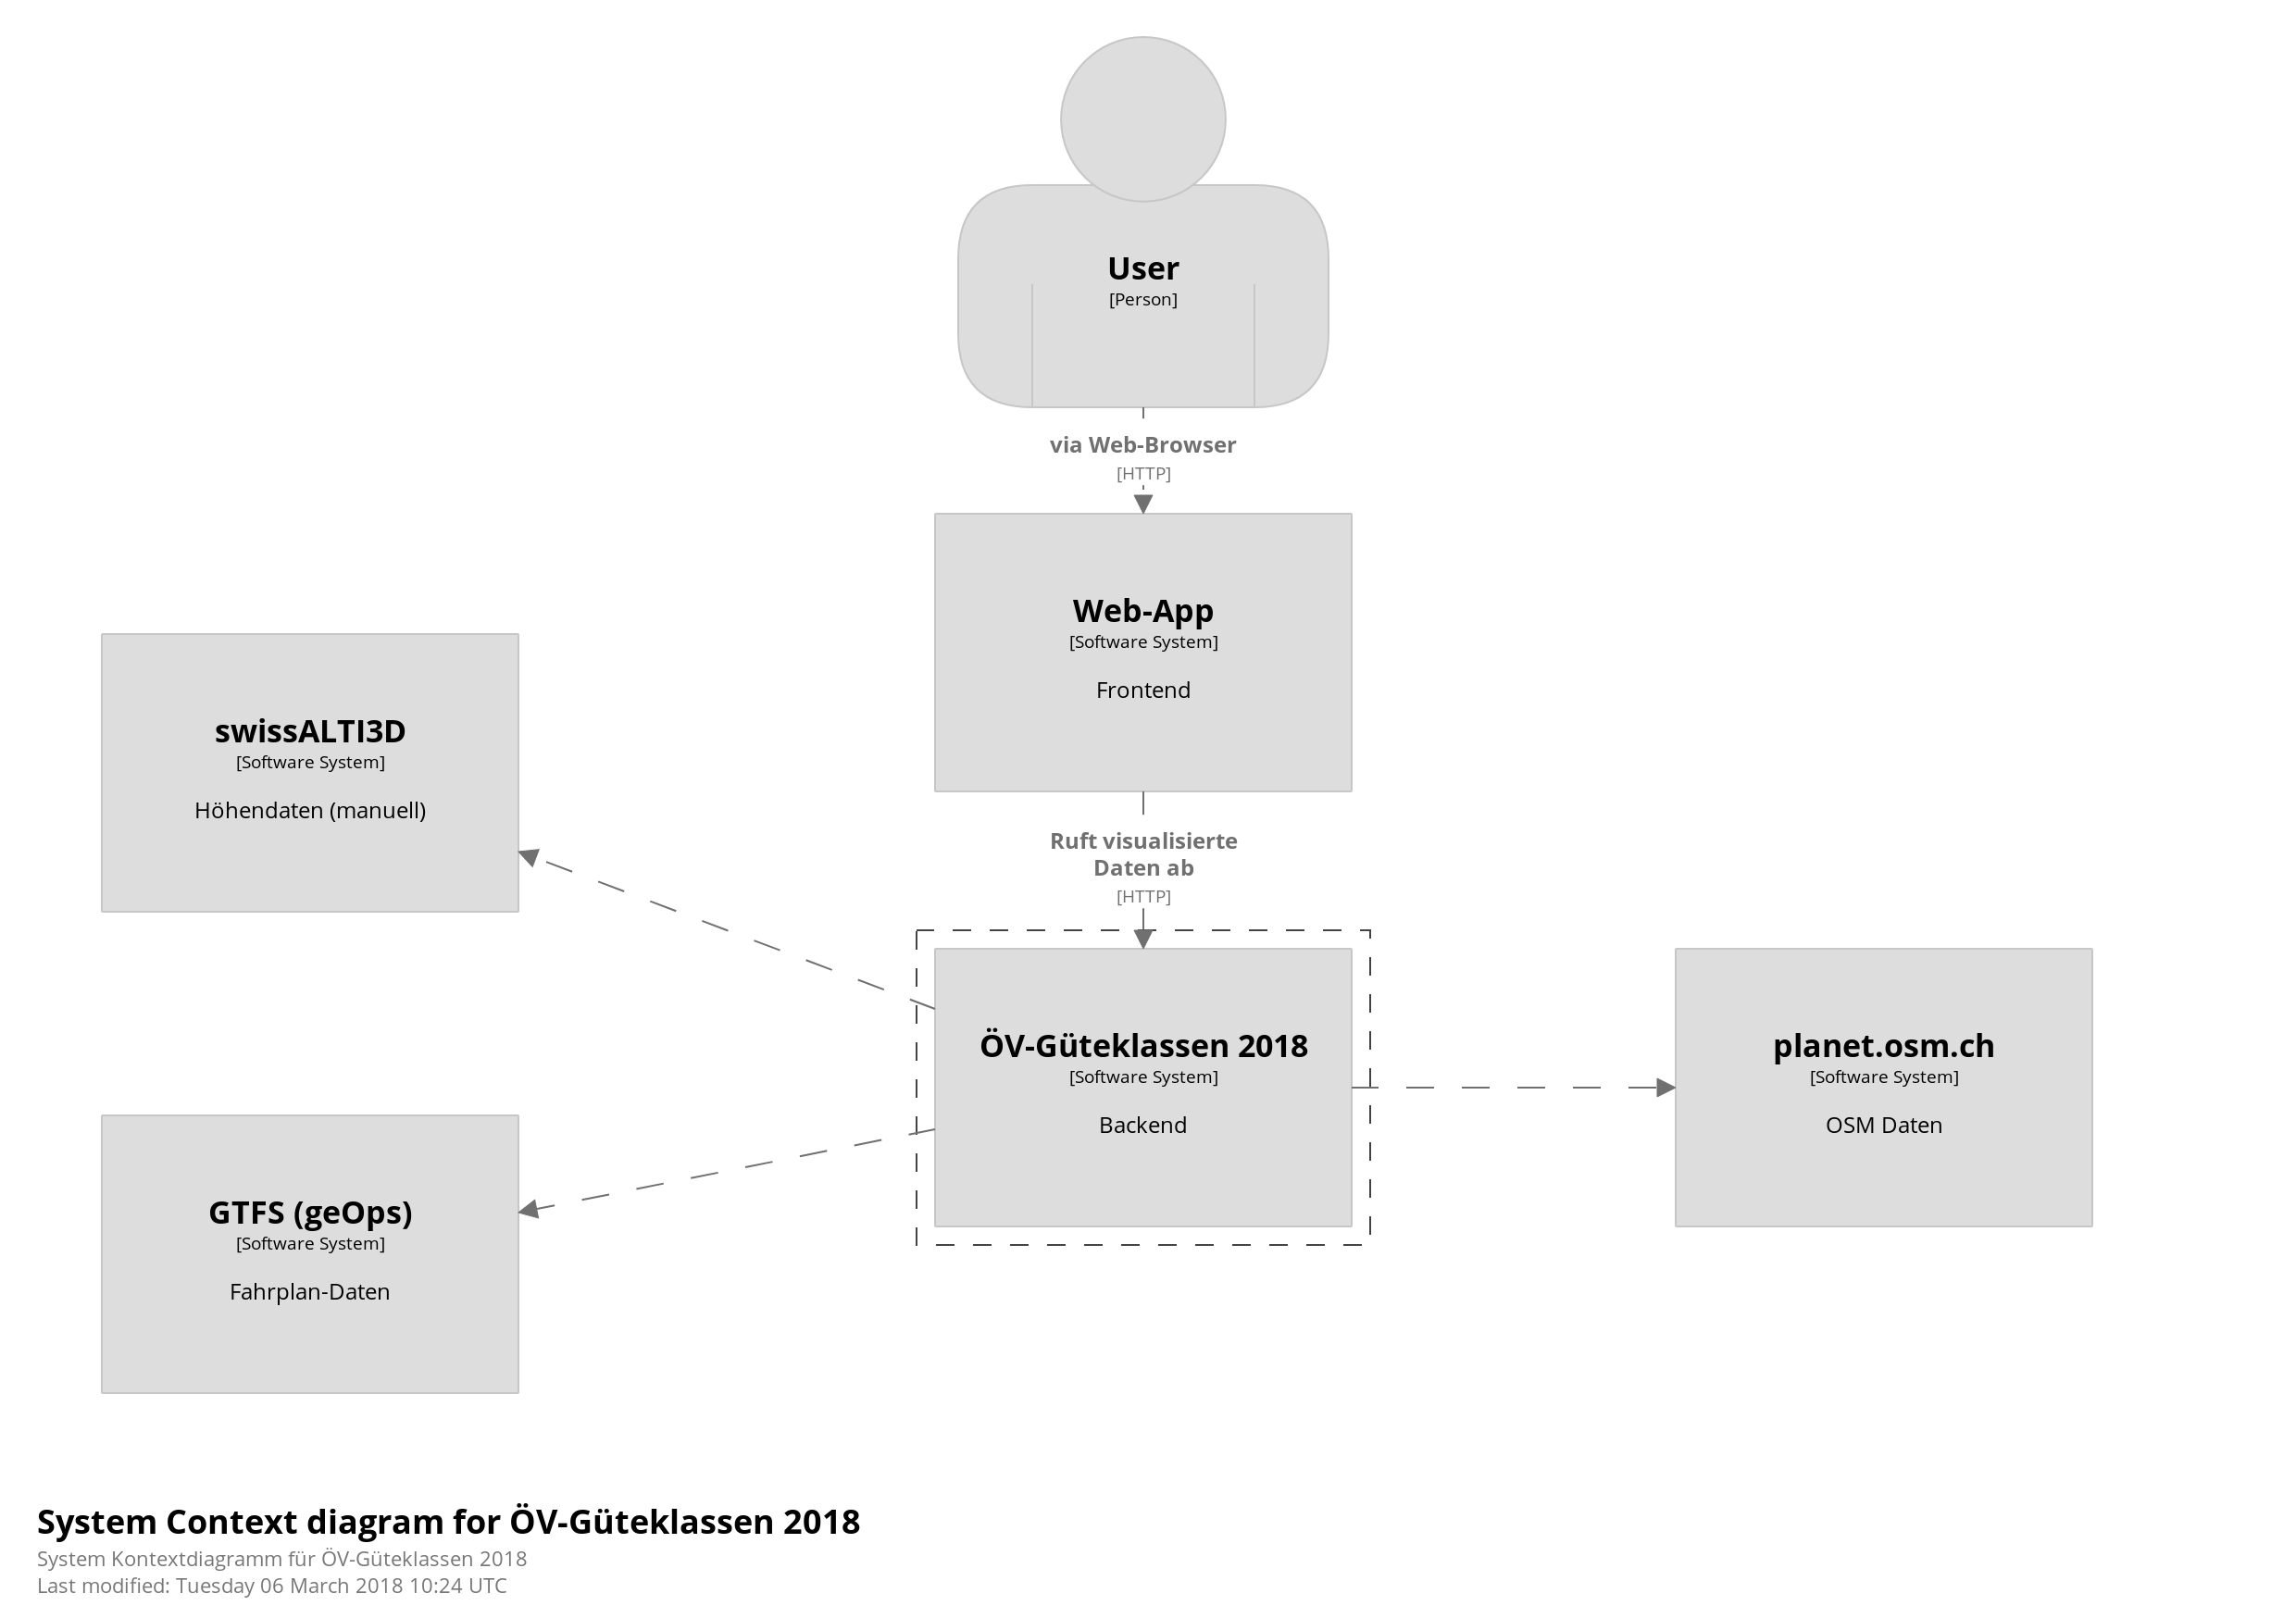 User
[Person]
via Web-Browser
[HTTP]
Web-App
[Software System]
Frontend
swissALTI3D
[Software System]
Höhendaten (manuell)
Ruft visualisierte
Daten ab
[HTTP]
ÖV-Güteklassen 2018
[Software System]
Backend
planet.osm.ch
[Software System]
OSM Daten
GTFS (geOps)
[Software System]
Fahrplan-Daten
System Context diagram for ÖV-Güteklassen 2018
System Kontextdiagramm für ÖV-Güteklassen 2018
Last modified: Tuesday 06 March 2018 10:24 UTC